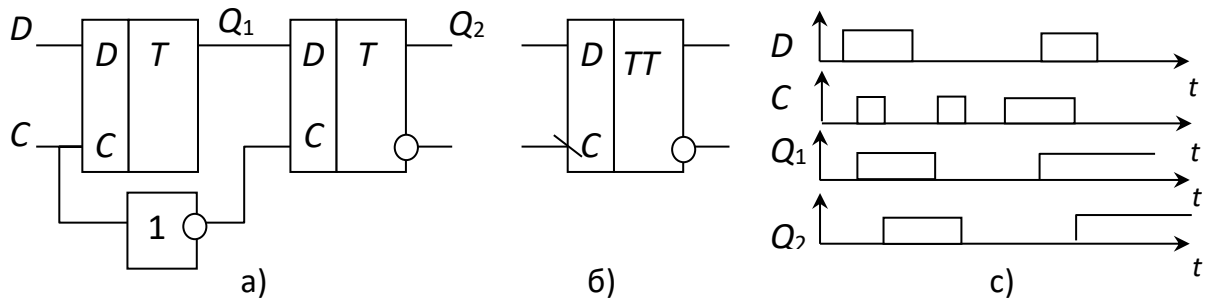 D D T Q1 D T Q2
C C C
1
а)
D TT
C
б)
D t
C t
Q1 t
Q2 t
с)